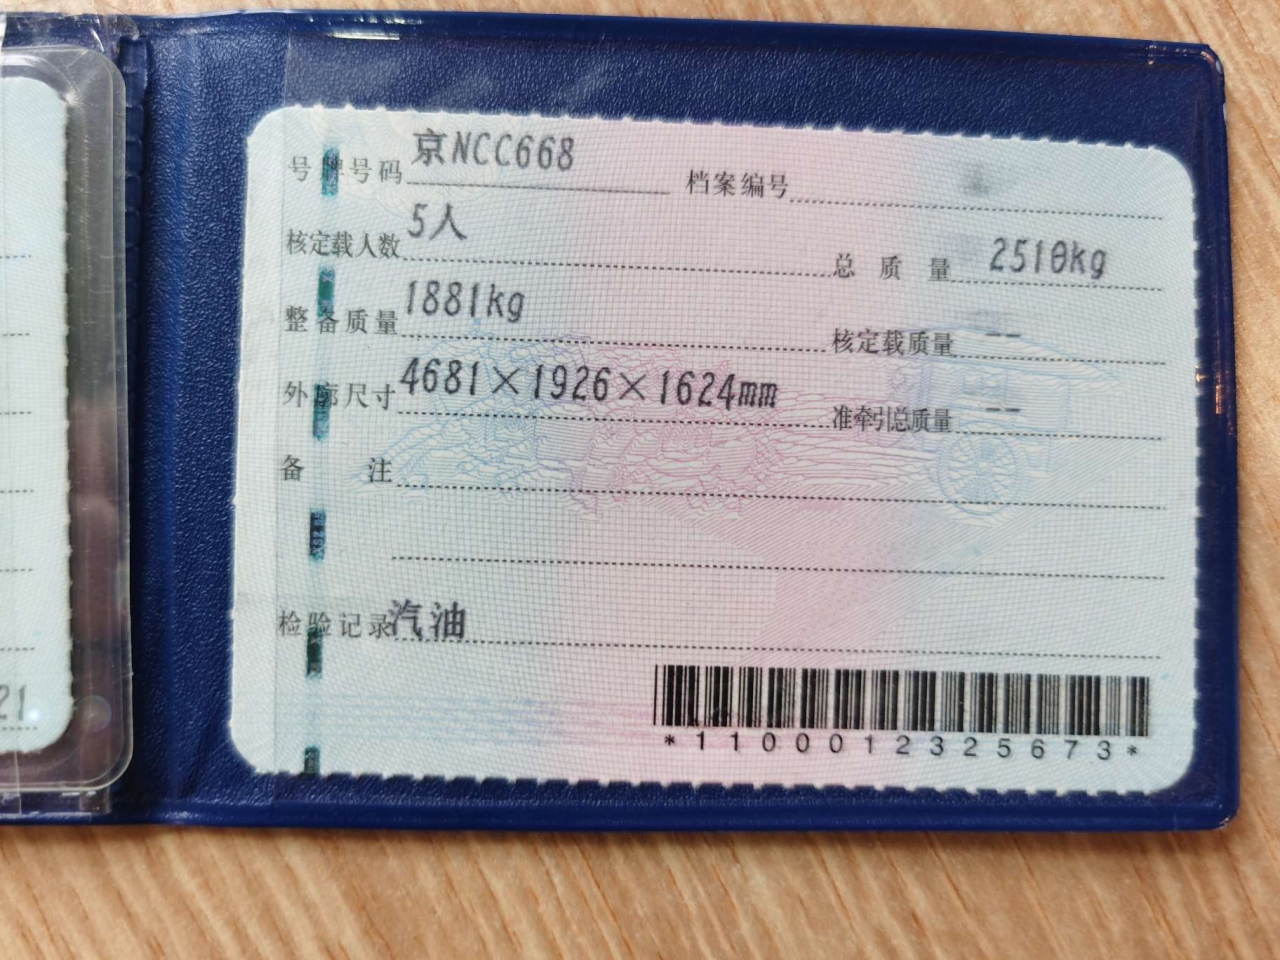 号牌号码 京NCC668 档案编号
核定载人数 5人 总质量 2510kg
整备质量 1881kg 核定载质量 --
外廓尺寸 4681×1926×1624mm 准牵引总质量 --
备注
检验记录 汽油
*110001232５673*
21